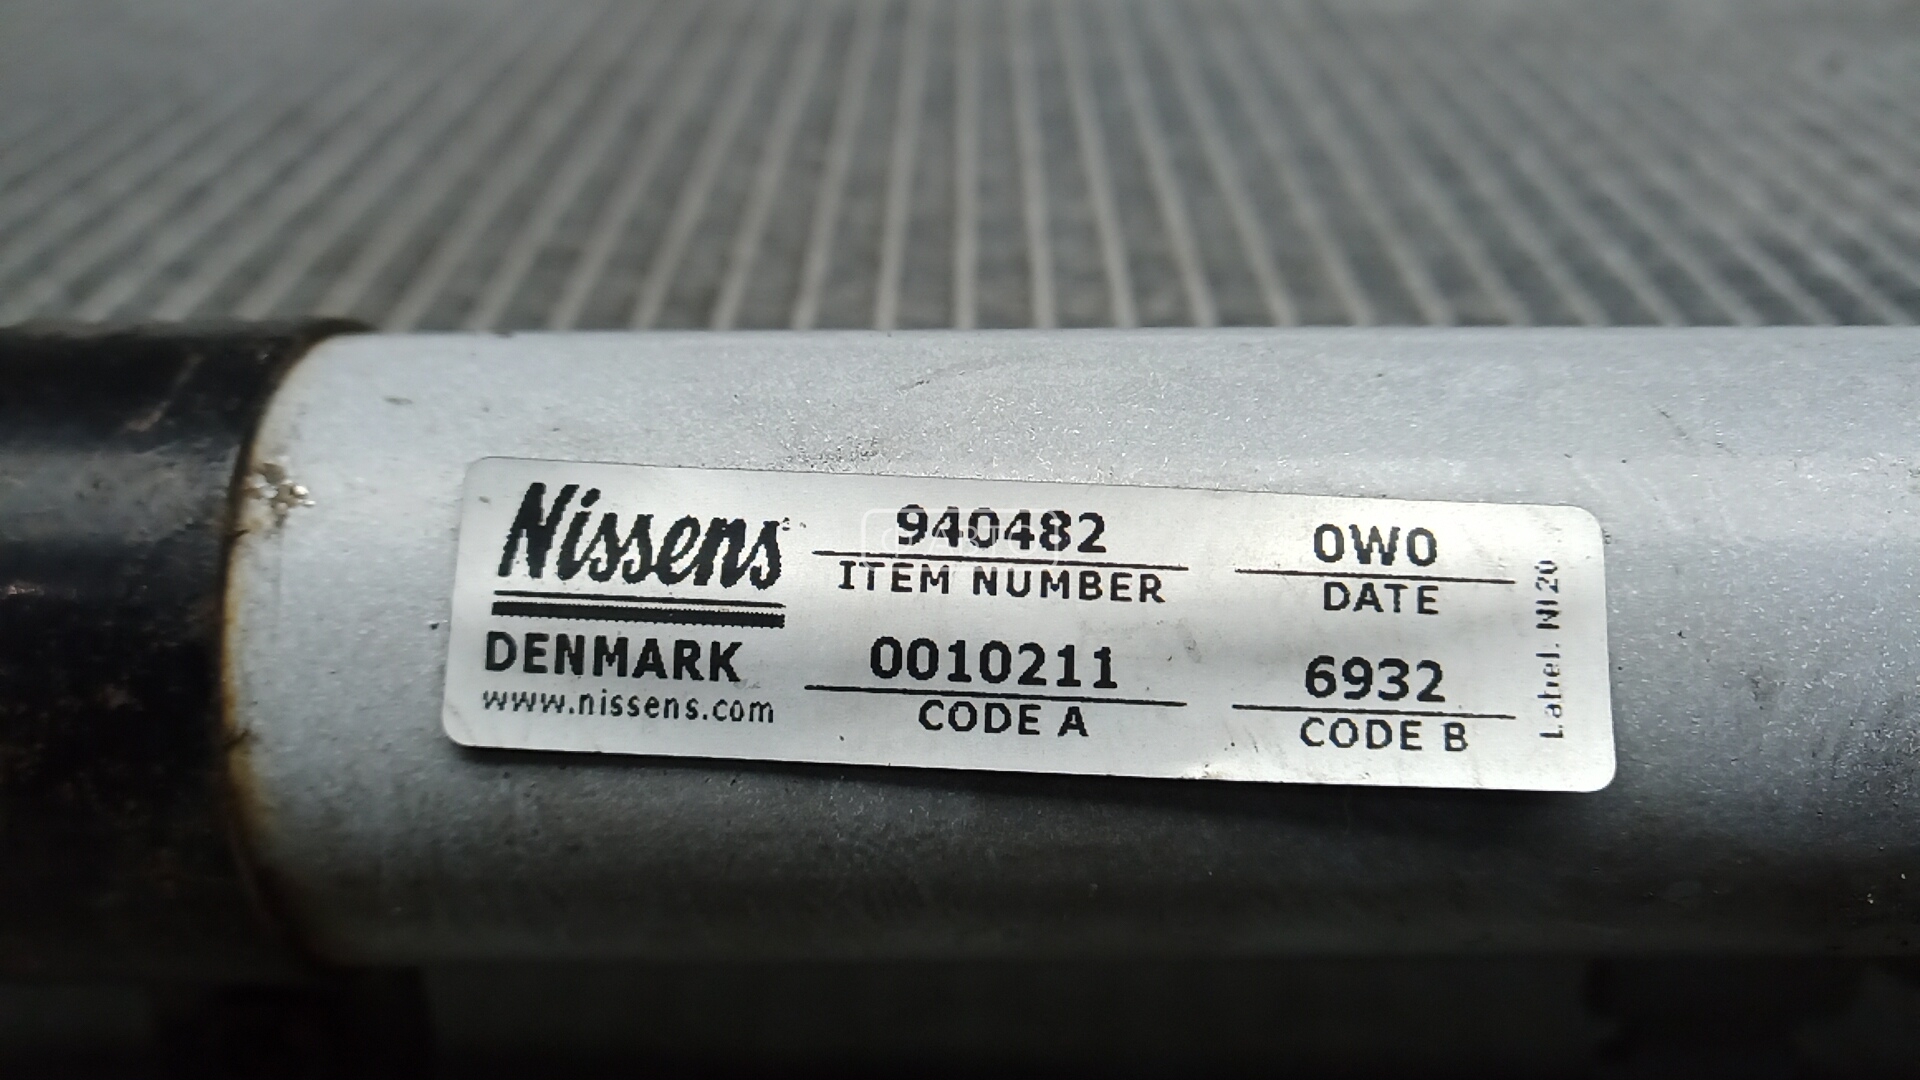 Nissens
DENMARK
www.nissens.com
940482
ITEM NUMBER
0010211
CODE A
0W0
DATE
6932
CODE B
Label. NI20